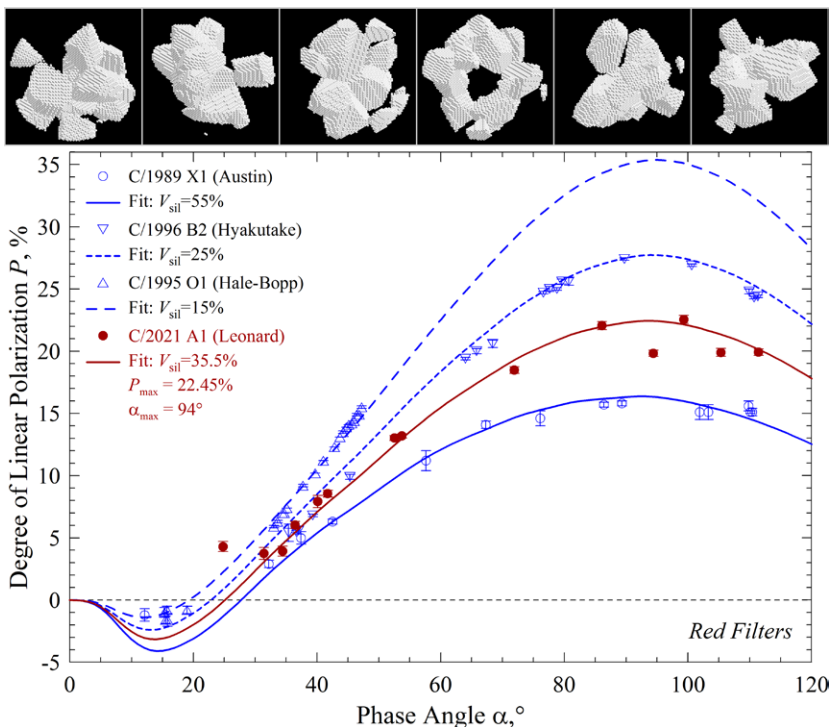 35
30
25
20
15
10
5
0
-5
Degree of Linear Polarization P, %
C/1989 X1 (Austin)
Fit: Vsil=55%
C/1996 B2 (Hyakutake)
Fit: Vsil=25%
C/1995 O1 (Hale-Bopp)
Fit: Vsil=15%
C/2021 A1 (Leonard)
Fit: Vsil=35.5%
Pmax = 22.45%
αmax = 94°
Red Filters
0 20 40 60 80 100 120
Phase Angle α,°